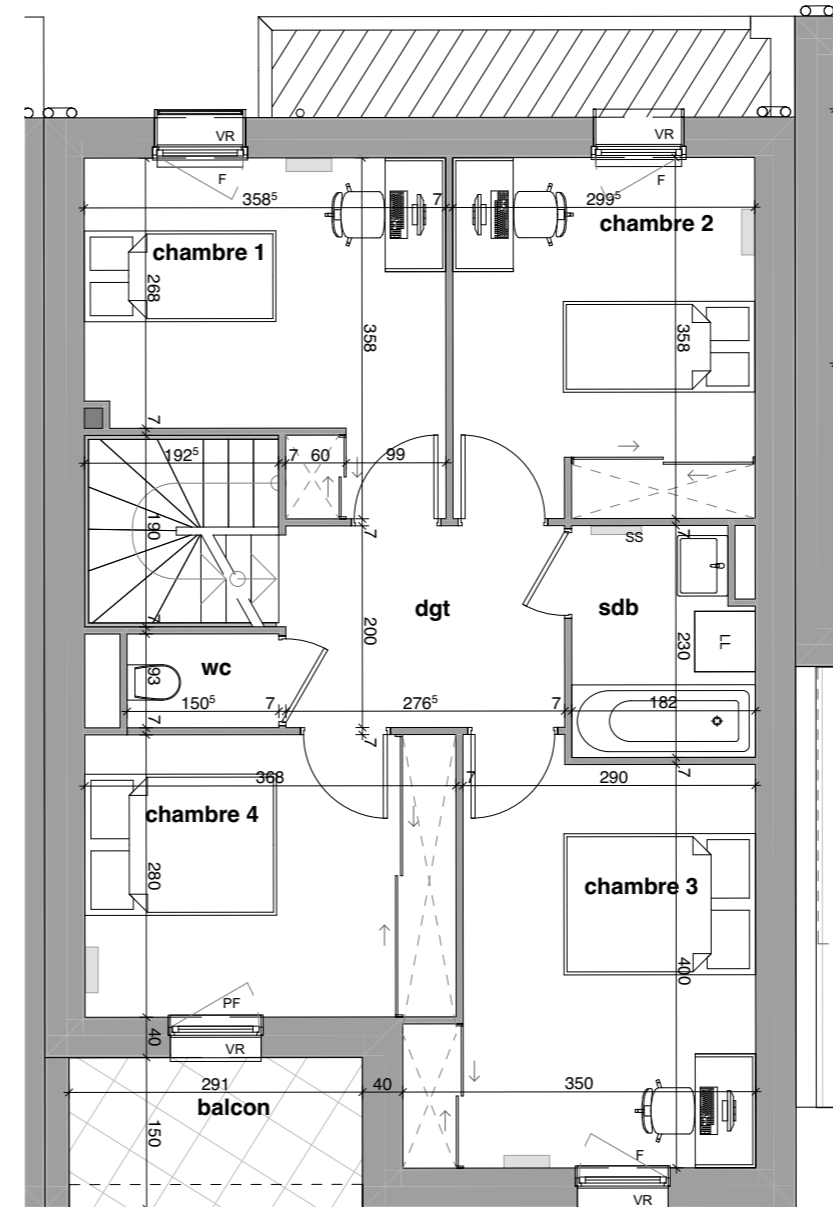 VR
VR
F
F
358⁵
7
299⁵
chambre 2
chambre 1
268
358
358
7
192⁵
7
60
99
190
7
7
SS
dgt
sdb
200
230
LL
7
wc
93
150⁵
7
276⁵
7
182
7
7
7
368
7
290
chambre 4
280
chambre 3
400
PF
VR
40
291
40
350
balcon
150
F
VR